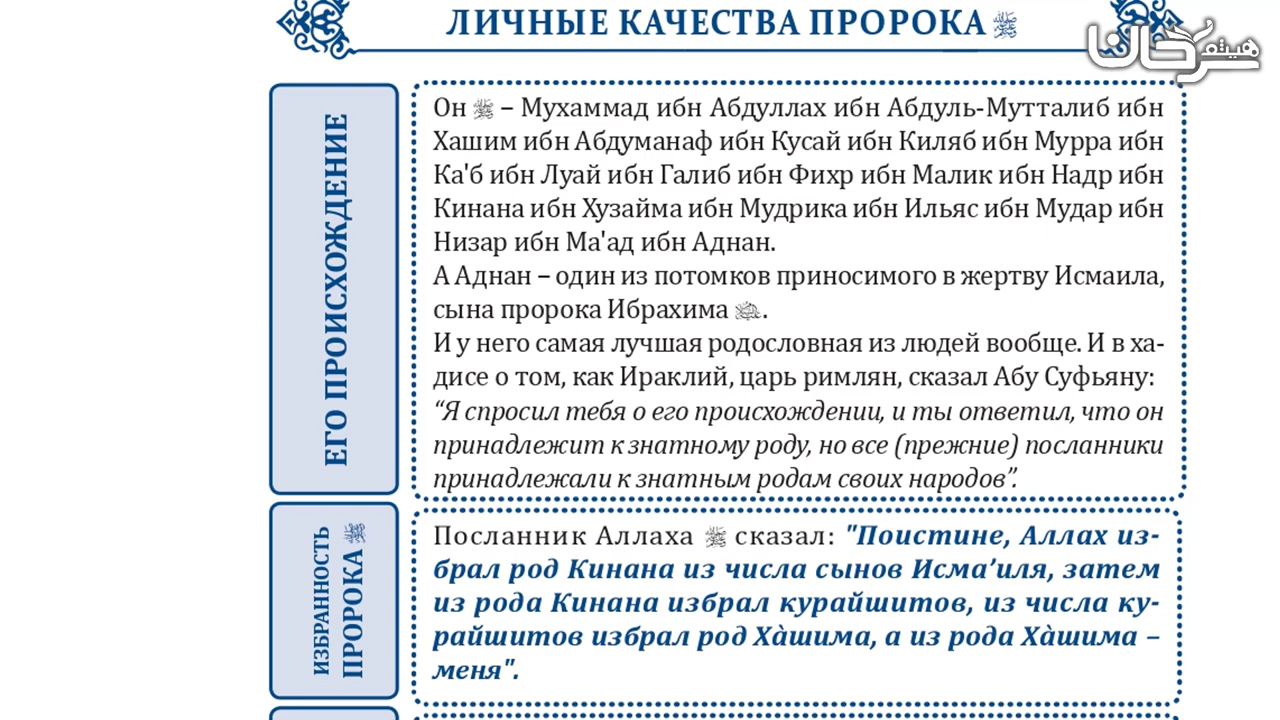 ЛИЧНЫЕ КАЧЕСТВА ПРОРОКА ﷺ
هيتم سركانا
ЕГО ПРОИСХОЖДЕНИЕ
Он ﷺ – Мухаммад ибн Абдуллах ибн Абдуль-Мутталиб ибн
Хашим ибн Абдуманаф ибн Кусай ибн Киляб ибн Мурра ибн
Ка'б ибн Луай ибн Галиб ибн Фихр ибн Малик ибн Надр ибн
Кинана ибн Хузайма ибн Мудрика ибн Ильяс ибн Мудар ибн
Низар ибн Ма'ад ибн Аднан.
А Аднан – один из потомков приносимого в жертву Исмаила,
сына пророка Ибрахима .
И у него самая лучшая родословная из людей вообще. И в ха-
дисе о том, как Ираклий, царь римлян, сказал Абу Суфьяну:
“Я спросил тебя о его происхождении, и ты ответил, что он
принадлежит к знатному роду, но все (прежние) посланники
принадлежали к знатным родам своих народов”.
ИЗБРАННОСТЬ
ПРОРОКА ﷺ
Посланник Аллаха ﷺ сказал: "Поистине, Аллах из-
брал род Кинана из числа сынов Исма’иля, затем
из рода Кинана избрал курайшитов, из числа ку-
райшитов избрал род Хàшима, а из рода Хàшима –
меня".